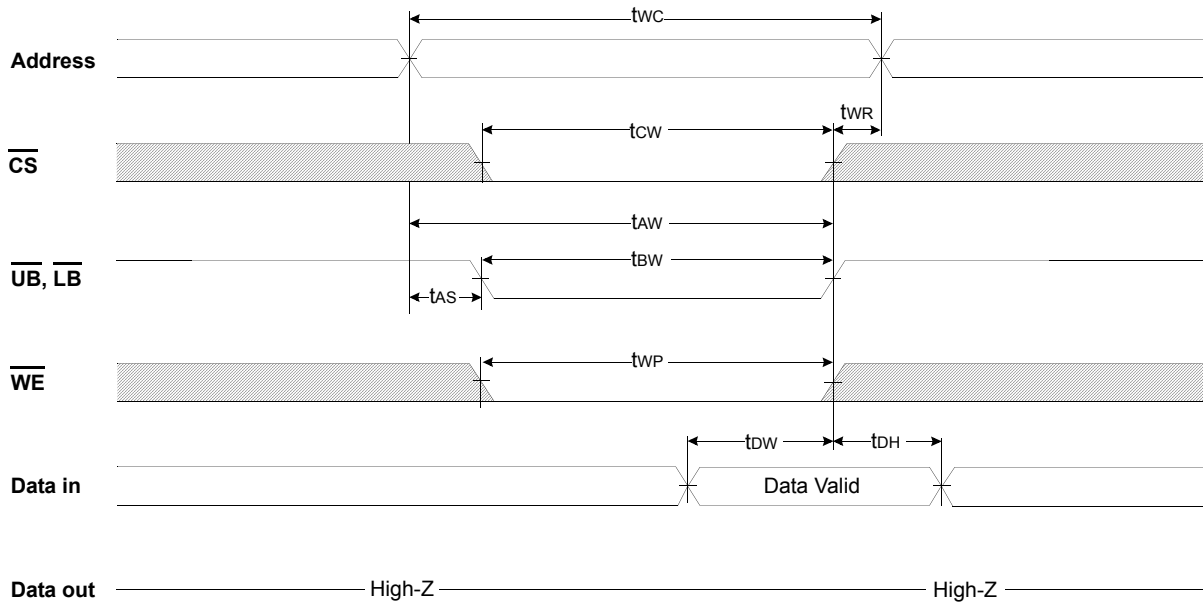 tWC
Address
tWR
tCW
CS
tAW
tBW
UB, LB
tAS
tWP
WE
tDW
tDH
Data in
Data Valid
Data out
High-Z
High-Z